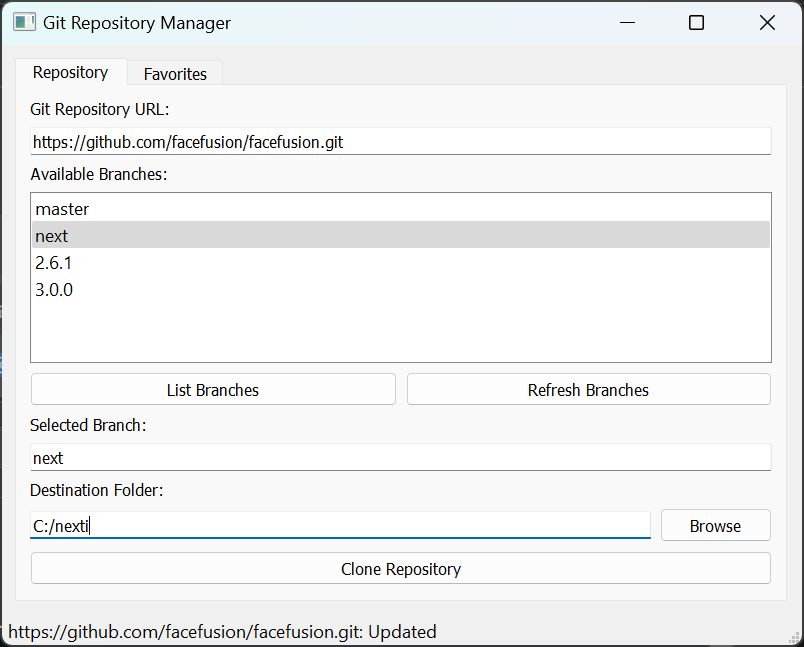 Git Repository Manager
Repository Favorites
Git Repository URL:
https://github.com/facefusion/facefusion.git
Available Branches:
master
next
2.6.1
3.0.0
List Branches Refresh Branches
Selected Branch:
next
Destination Folder:
C:/nexti Browse
Clone Repository
https://github.com/facefusion/facefusion.git: Updated